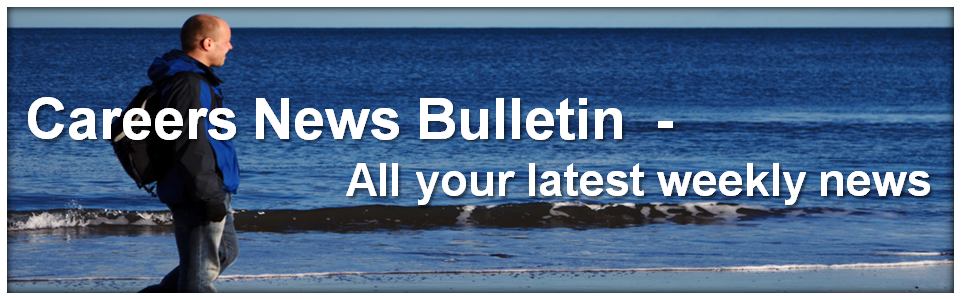 Careers News Bulletin -
All your latest weekly news